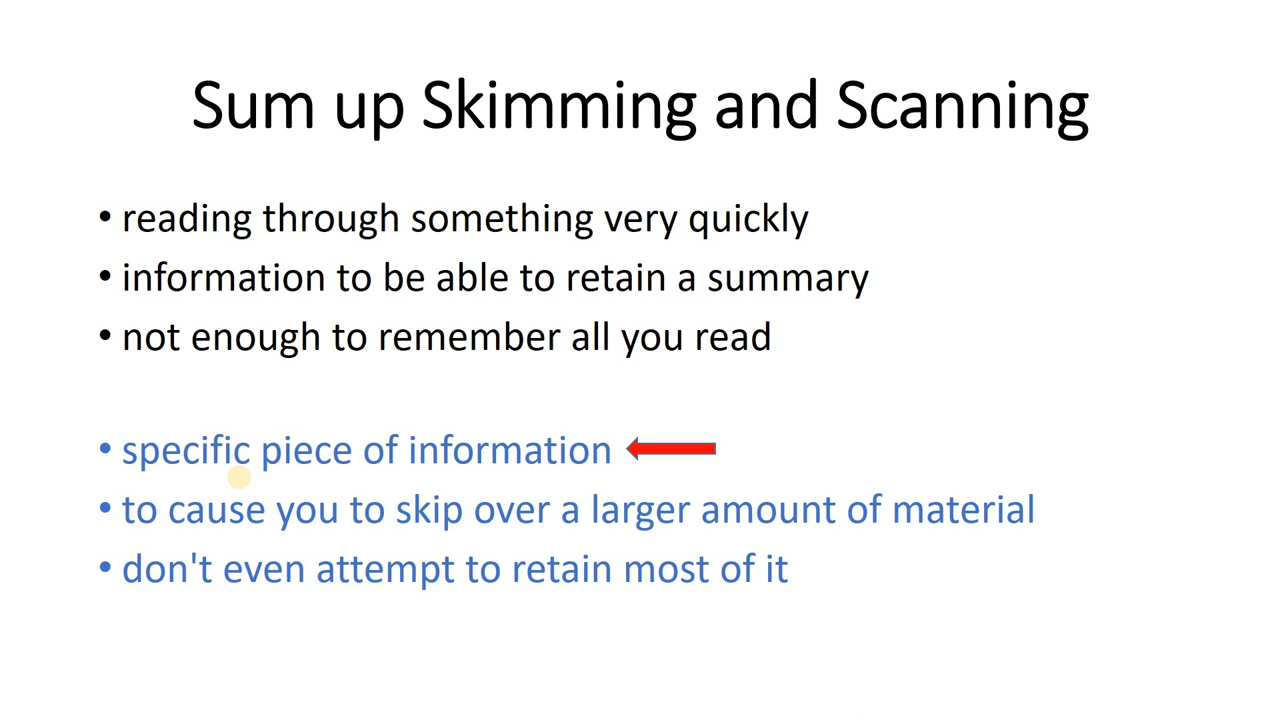 Sum up Skimming and Scanning
• reading through something very quickly
• information to be able to retain a summary
• not enough to remember all you read
• specific piece of information
• to cause you to skip over a larger amount of material
• don't even attempt to retain most of it